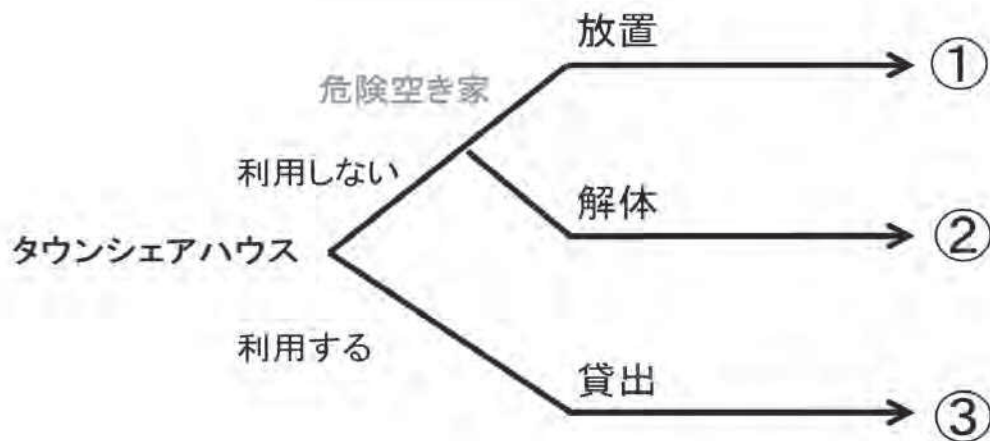 放置
①
危険空き家
利用しない
解体
②
タウンシェアハウス
利用する
貸出
③